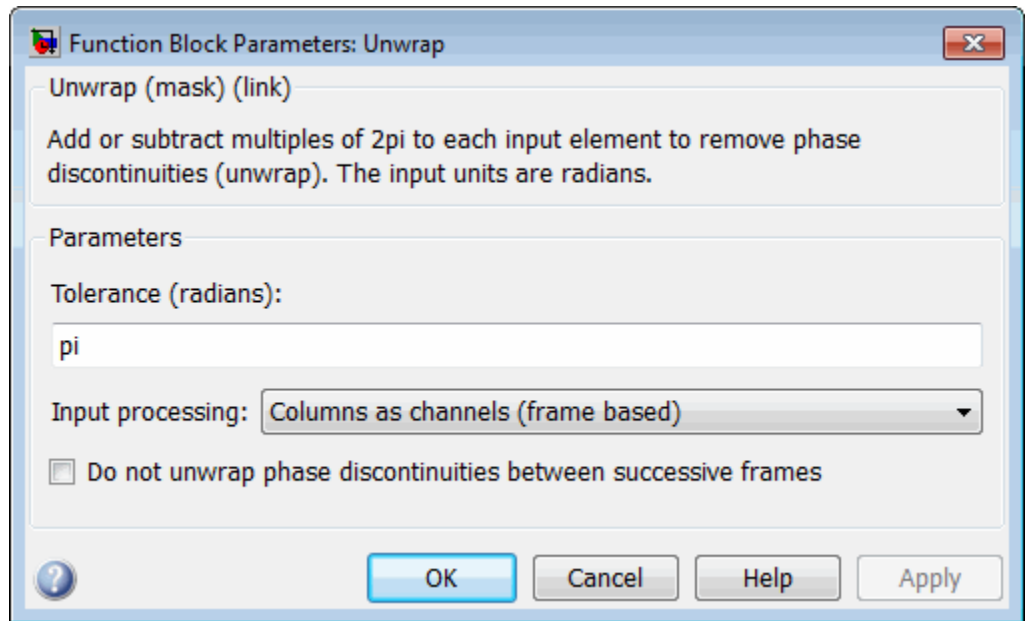 Function Block Parameters: Unwrap
Unwrap (mask) (link)
Add or subtract multiples of 2pi to each input element to remove phase
discontinuities (unwrap). The input units are radians.
Parameters
Tolerance (radians):
pi
Input processing: Columns as channels (frame based)
Do not unwrap phase discontinuities between successive frames
? OK Cancel Help Apply